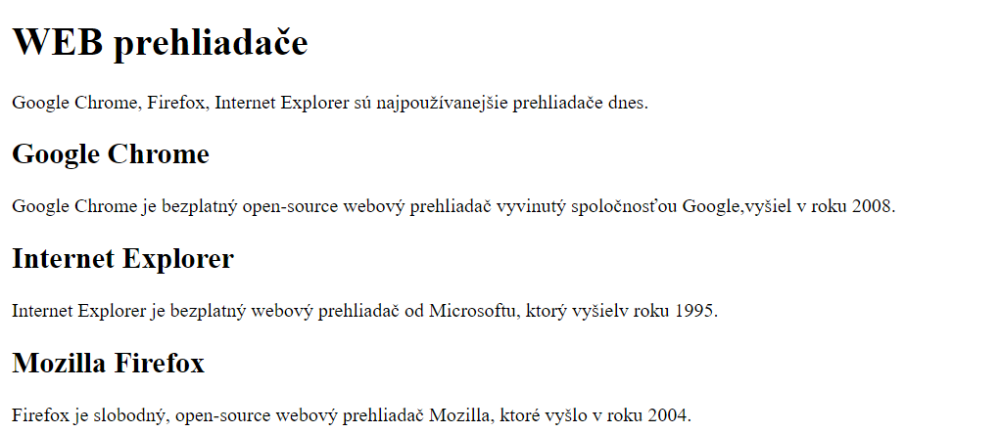 WEB prehliadače
Google Chrome, Firefox, Internet Explorer sú najpoužívanejšie prehliadače dnes.
Google Chrome
Google Chrome je bezplatný open-source webový prehliadač vyvinutý spoločnosťou Google,vyšiel v roku 2008.
Internet Explorer
Internet Explorer je bezplatný webový prehliadač od Microsoftu, ktorý vyšielv roku 1995.
Mozilla Firefox
Firefox je slobodný, open-source webový prehliadač Mozilla, ktoré vyšlo v roku 2004.